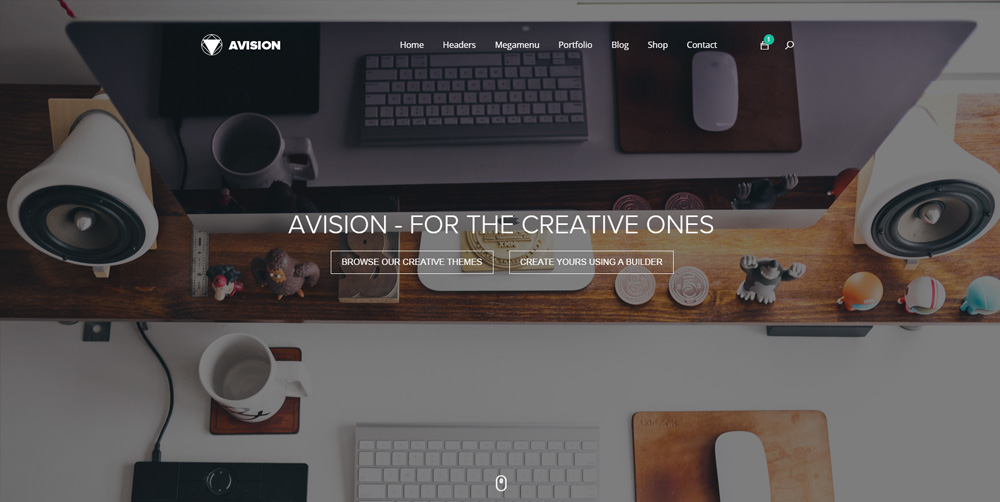 AVISION
Home Headers Megamenu Portfolio Blog Shop Contact 1
AVISION - FOR THE CREATIVE ONES
BROWSE OUR CREATIVE THEMES CREATE YOURS USING A BUILDER